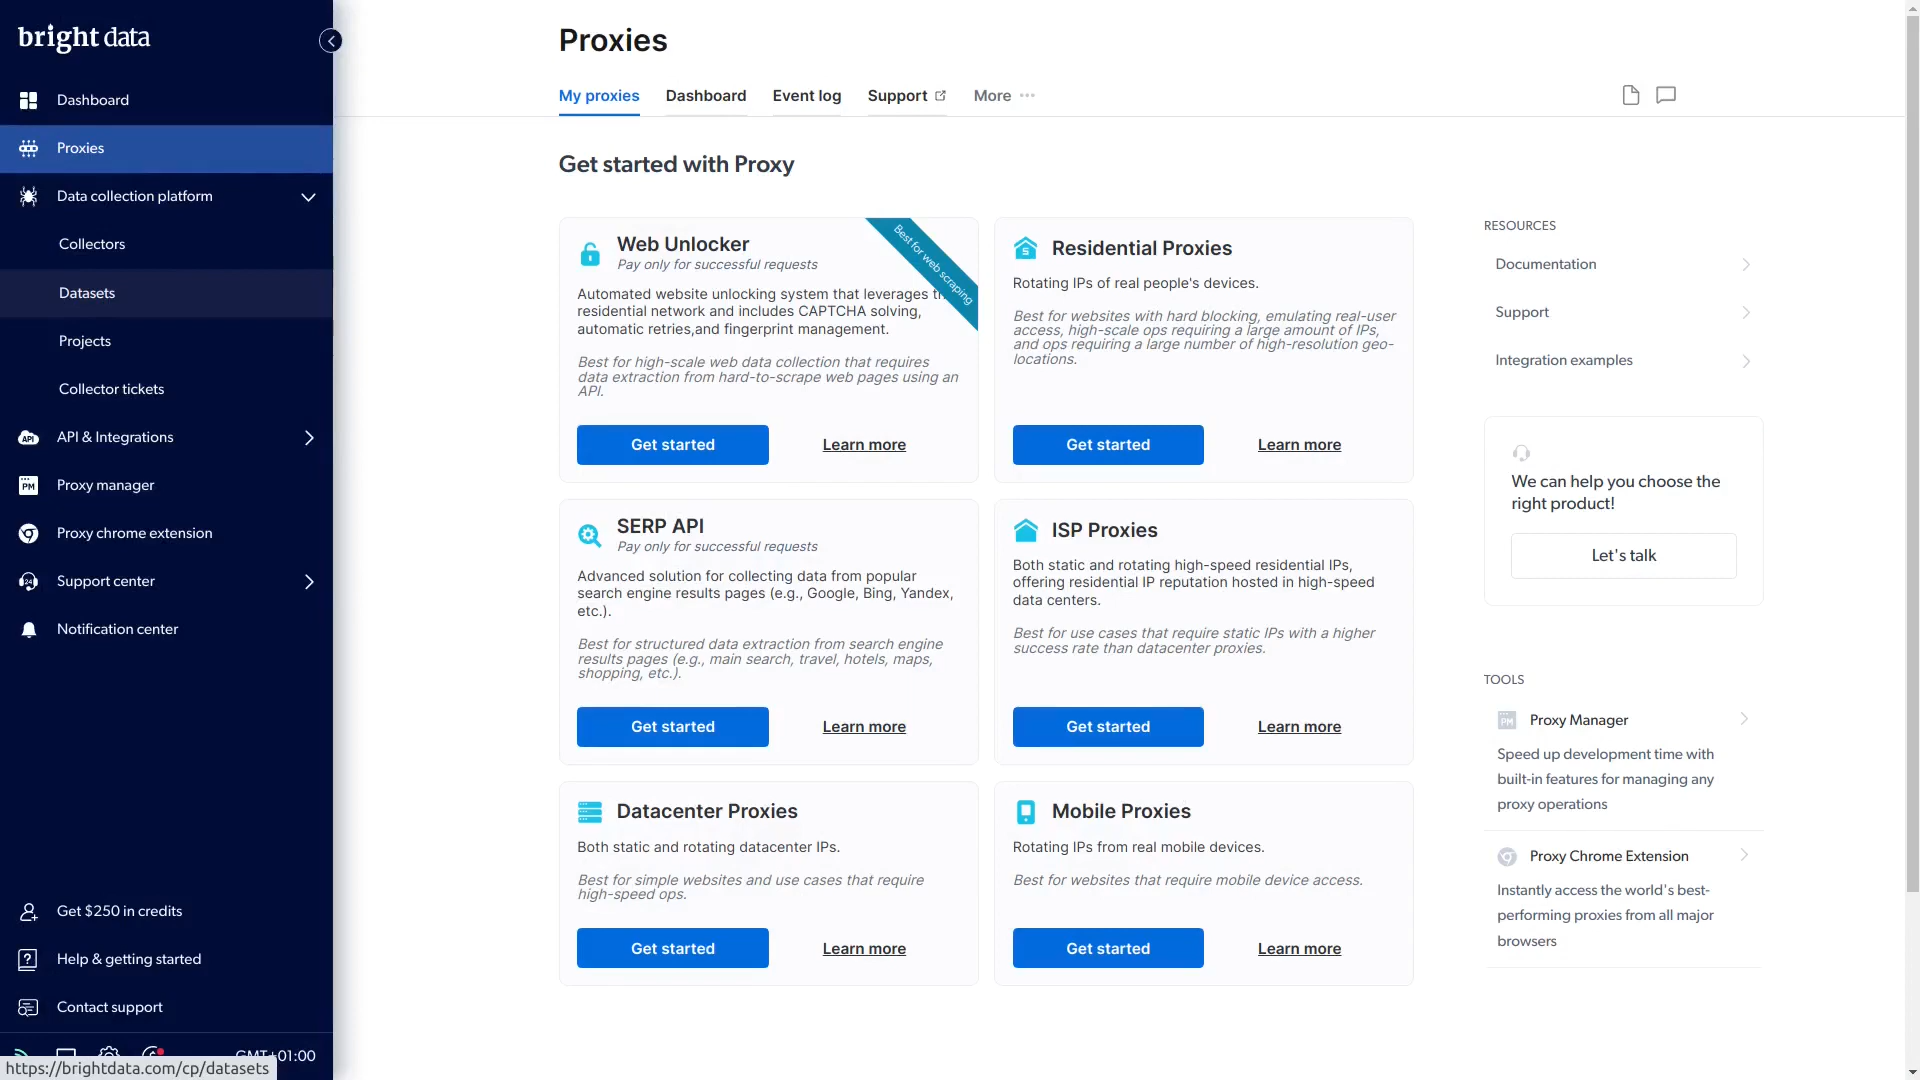 bright data
Dashboard
Proxies
Data collection platform
Collectors
Datasets
Projects
Collector tickets
API & Integrations
Proxy manager
Proxy chrome extension
Support center
Notification center
Get $250 in credits
Help & getting started
Contact support
GMT+01:00
https://brightdata.com/cp/datasets
Proxies
My proxies
Dashboard
Event log
Support
More
Get started with Proxy
Web Unlocker
Pay only for successful requests
Best for web scraping
Automated website unlocking system that leverages
residential network and includes CAPTCHA solving,
automatic retries,and fingerprint management.
Best for high-scale web data collection that requires
data extraction from hard-to-scrape web pages using an
API.
Get started
Learn more
Residential Proxies
Rotating IPs of real people's devices.
Best for websites with hard blocking, emulating real-user
access, high-scale ops requiring a large amount of IPs,
and ops requiring a large number of high-resolution geo-
locations.
Get started
Learn more
SERP API
Pay only for successful requests
Advanced solution for collecting data from popular
search engine results pages (e.g., Google, Bing, Yandex,
etc.).
Best for structured data extraction from search engine
results pages (e.g., main search, travel, hotels, maps,
shopping, etc.).
Get started
Learn more
ISP Proxies
Both static and rotating high-speed residential IPs,
offering residential IP reputation hosted in high-speed
data centers.
Best for use cases that require static IPs with a higher
success rate than datacenter proxies.
Get started
Learn more
Datacenter Proxies
Both static and rotating datacenter IPs.
Best for simple websites and use cases that require
high-speed ops.
Get started
Learn more
Mobile Proxies
Rotating IPs from real mobile devices.
Best for websites that require mobile device access.
Get started
Learn more
RESOURCES
Documentation
Support
Integration examples
We can help you choose the
right product!
Let's talk
TOOLS
PM
Proxy Manager
Speed up development time with
built-in features for managing any
proxy operations
Proxy Chrome Extension
Instantly access the world's best-
performing proxies from all major
browsers